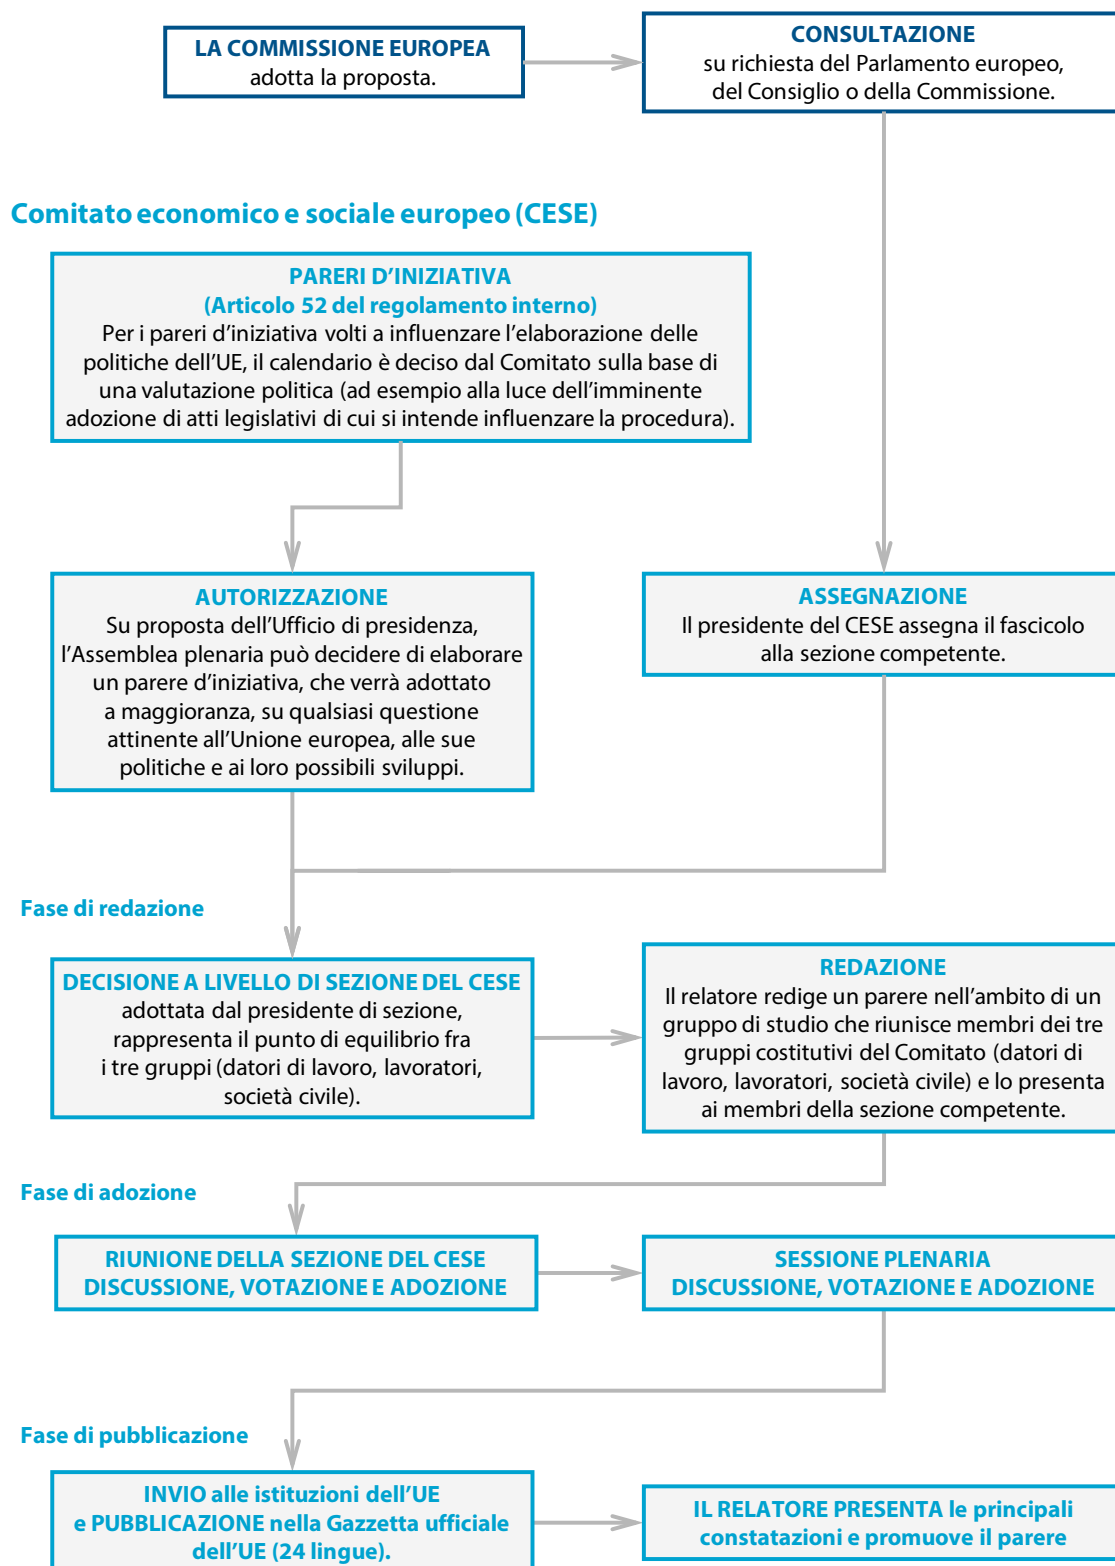 LA COMMISSIONE EUROPEA
adotta la proposta.
CONSULTAZIONE
su richiesta del Parlamento europeo,
del Consiglio o della Commissione.
Comitato economico e sociale europeo (CESE)
PARERI D’INIZIATIVA
(Articolo 52 del regolamento interno)
Per i pareri d’iniziativa volti a influenzare l’elaborazione delle
politiche dell’UE, il calendario è deciso dal Comitato sulla base di
una valutazione politica (ad esempio alla luce dell’imminente
adozione di atti legislativi di cui si intende influenzare la procedura).
AUTORIZZAZIONE
Su proposta dell’Ufficio di presidenza,
l’Assemblea plenaria può decidere di elaborare
un parere d’iniziativa, che verrà adottato
a maggioranza, su qualsiasi questione
attinente all’Unione europea, alle sue
politiche e ai loro possibili sviluppi.
ASSEGNAZIONE
Il presidente del CESE assegna il fascicolo
alla sezione competente.
Fase di redazione
DECISIONE A LIVELLO DI SEZIONE DEL CESE
adottata dal presidente di sezione,
rappresenta il punto di equilibrio fra
i tre gruppi (datori di lavoro, lavoratori,
società civile).
REDAZIONE
Il relatore redige un parere nell’ambito di un
gruppo di studio che riunisce membri dei tre
gruppi costitutivi del Comitato (datori di
lavoro, lavoratori, società civile) e lo presenta
ai membri della sezione competente.
Fase di adozione
RIUNIONE DELLA SEZIONE DEL CESE
DISCUSSIONE, VOTAZIONE E ADOZIONE
SESSIONE PLENARIA
DISCUSSIONE, VOTAZIONE E ADOZIONE
Fase di pubblicazione
INVIO alle istituzioni dell’UE
e PUBBLICAZIONE nella Gazzetta ufficiale
dell’UE (24 lingue).
IL RELATORE PRESENTA le principali
constatazioni e promuove il parere